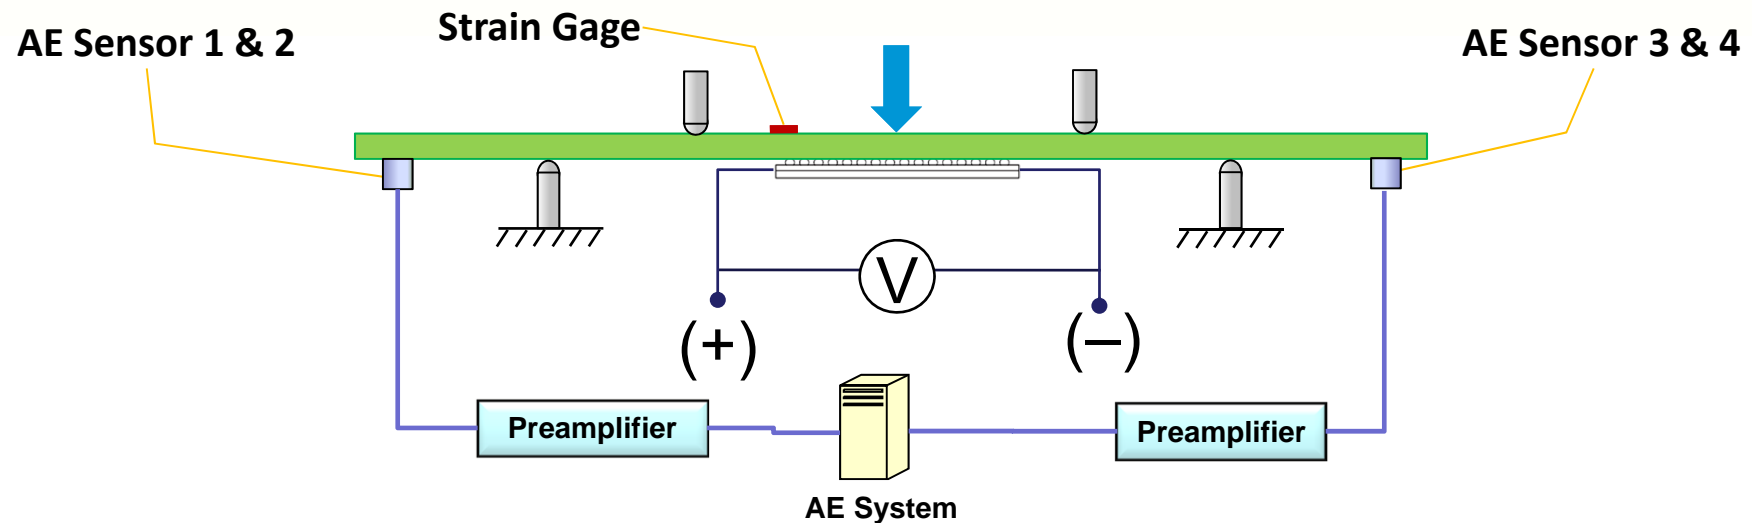 AE Sensor 1 & 2
Strain Gage
AE Sensor 3 & 4
V
(+)
(−)
Preamplifier
Preamplifier
AE System